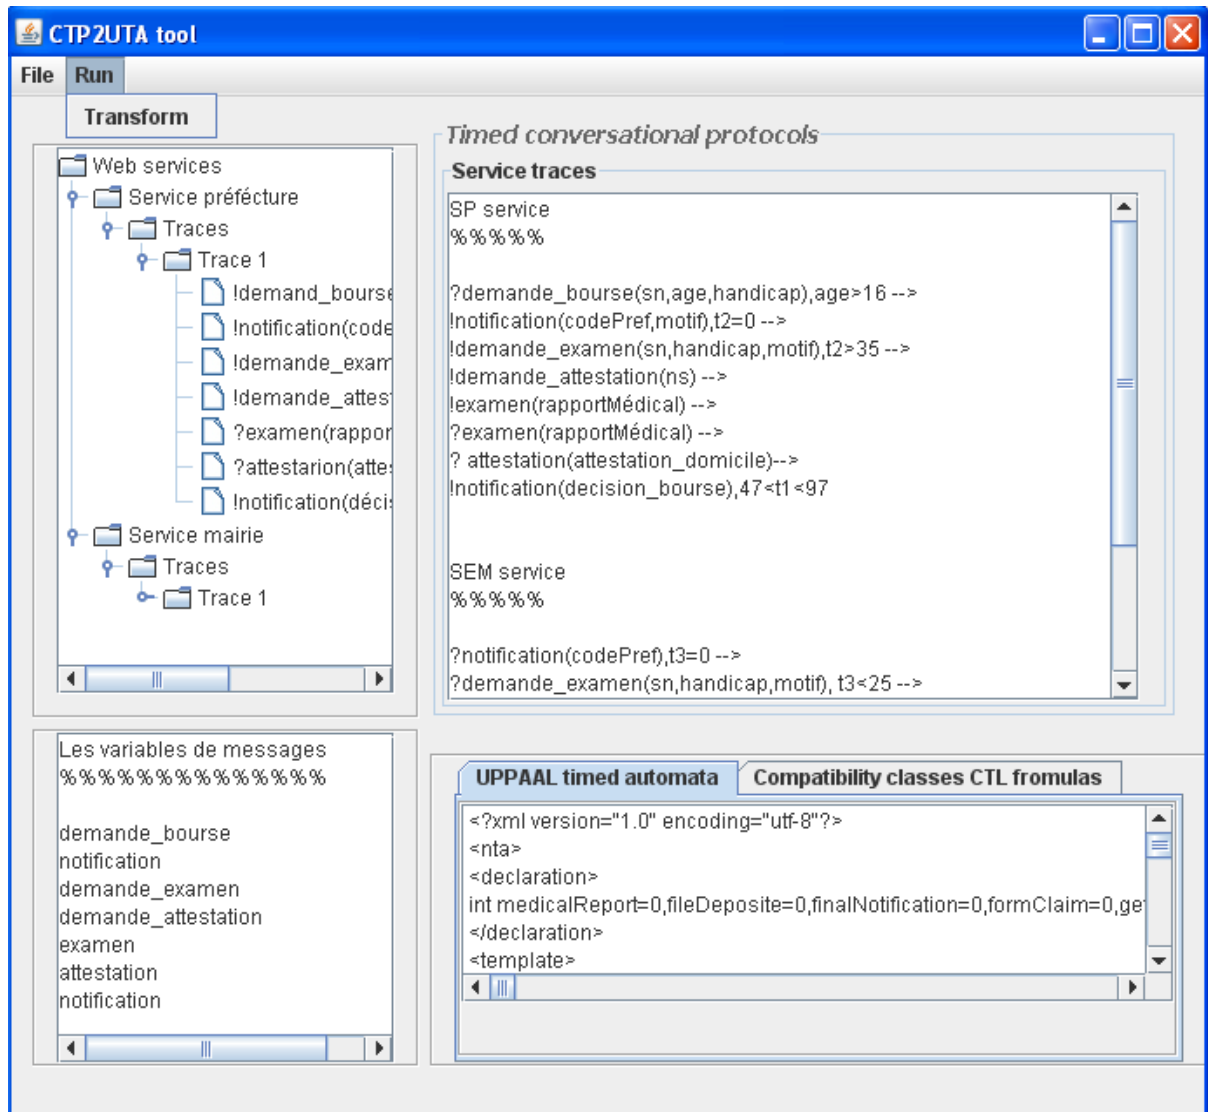 CTP2UTA tool
File Run
Transform
Web services
Service préfécture
Traces
Trace 1
!demand_bourse
!notification(code
!demande_exam
!demande_attes
?examen(rappor
?attestarion(attes
!notification(déci
Service mairie
Traces
Trace 1
Timed conversational protocols
Service traces
SP service
%%%%%
?demande_bourse(sn,age,handicap),age>16 -->
!notification(codePref,motif),t2=0 -->
!demande_examen(sn,handicap,motif),t2>35 -->
!demande_attestation(ns) -->
!examen(rapportMédical) -->
?examen(rapportMédical) -->
? attestation(attestation_domicile)-->
!notification(decision_bourse),47<t1<97
SEM service
%%%%%
?notification(codePref),t3=0 -->
?demande_examen(sn,handicap,motif), t3<25 -->
Les variables de messages
%%%%%%%%%%%%%%
demande_bourse
notification
demande_examen
demande_attestation
examen
attestation
notification
UPPAAL timed automata Compatibility classes CTL fromulas
<?xml version="1.0" encoding="utf-8"?>
<nta>
<declaration>
int medicalReport=0,fileDeposite=0,finalNotification=0,formClaim=0,ge
</declaration>
<template>